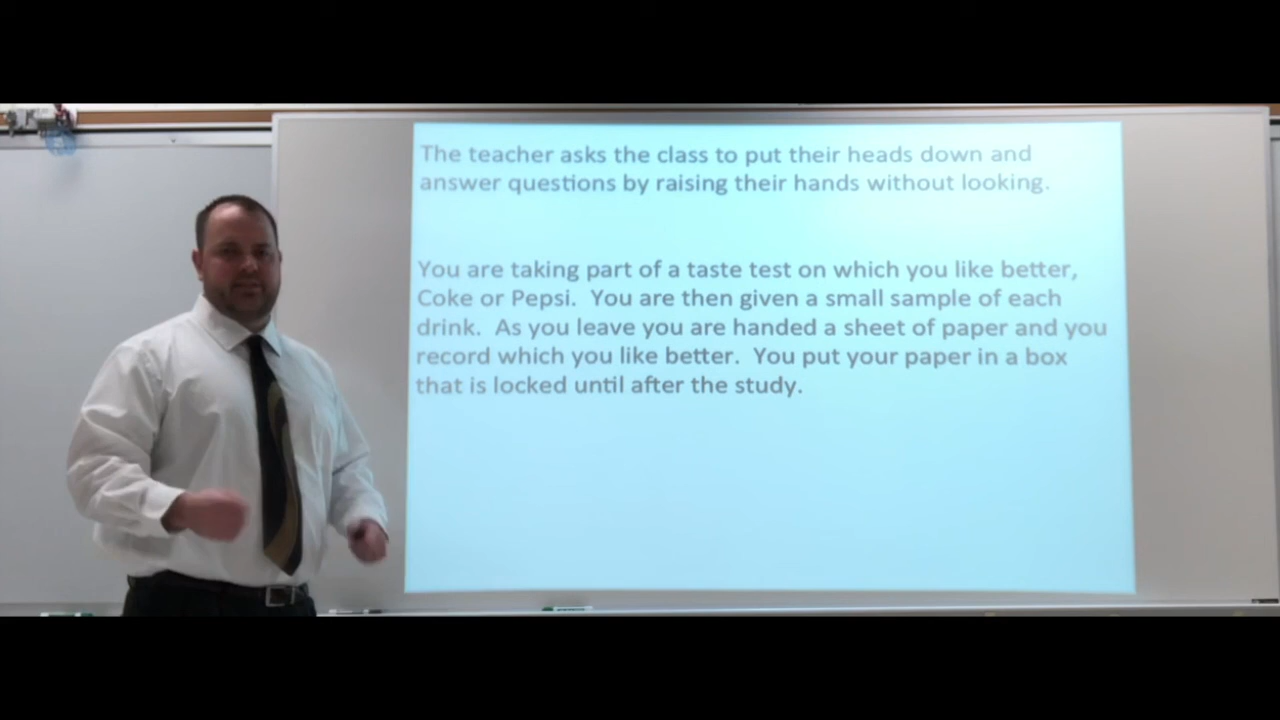 The teacher asks the class to put their heads down and
answer questions by raising their hands without looking.
You are taking part of a taste test on which you like better,
Coke or Pepsi.  You are then given a small sample of each
drink.  As you leave you are handed a sheet of paper and you
record which you like better.  You put your paper in a box
that is locked until after the study.